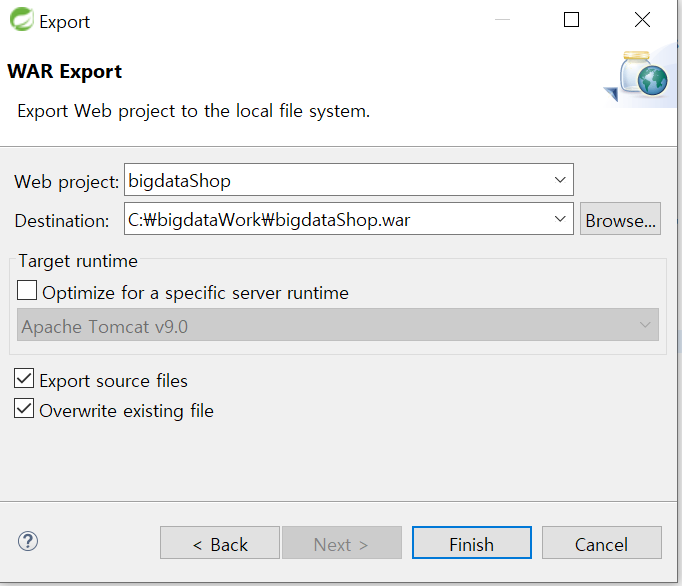 Export
WAR Export
Export Web project to the local file system.
Web project: bigdataShop
Destination: C:₩bigdataWork₩bigdataShop.war Browse...
Target runtime
Optimize for a specific server runtime
Apache Tomcat v9.0
Export source files
Overwrite existing file
? < Back Next > Finish Cancel